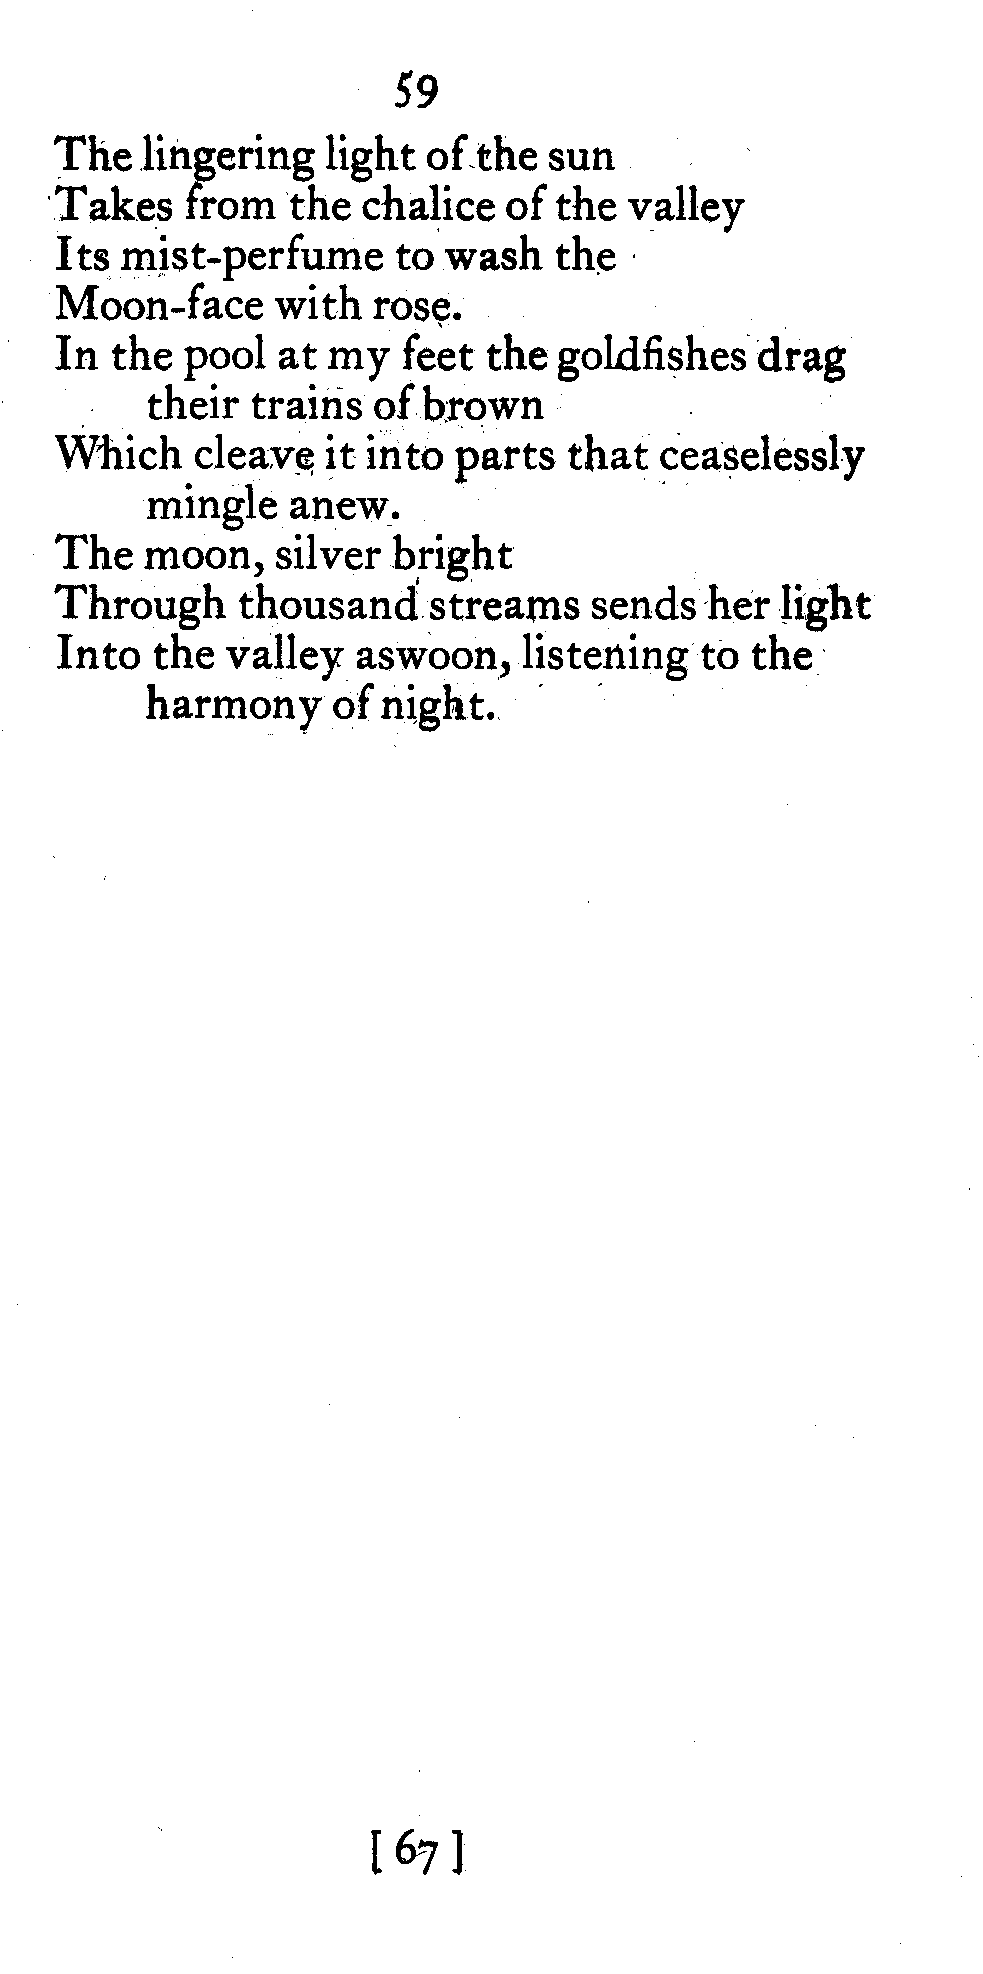 59
The lingering light of the sun
Takes from the chalice of the valley
Its mist-perfume to wash the
Moon-face with rose.
In the pool at my feet the goldfishes drag
their trains of brown
Which cleave it into parts that ceaselessly
mingle anew.
The moon, silver bright
Through thousand streams sends her light
Into the valley aswoon, listening to the
harmony of night.
[ 67 ]